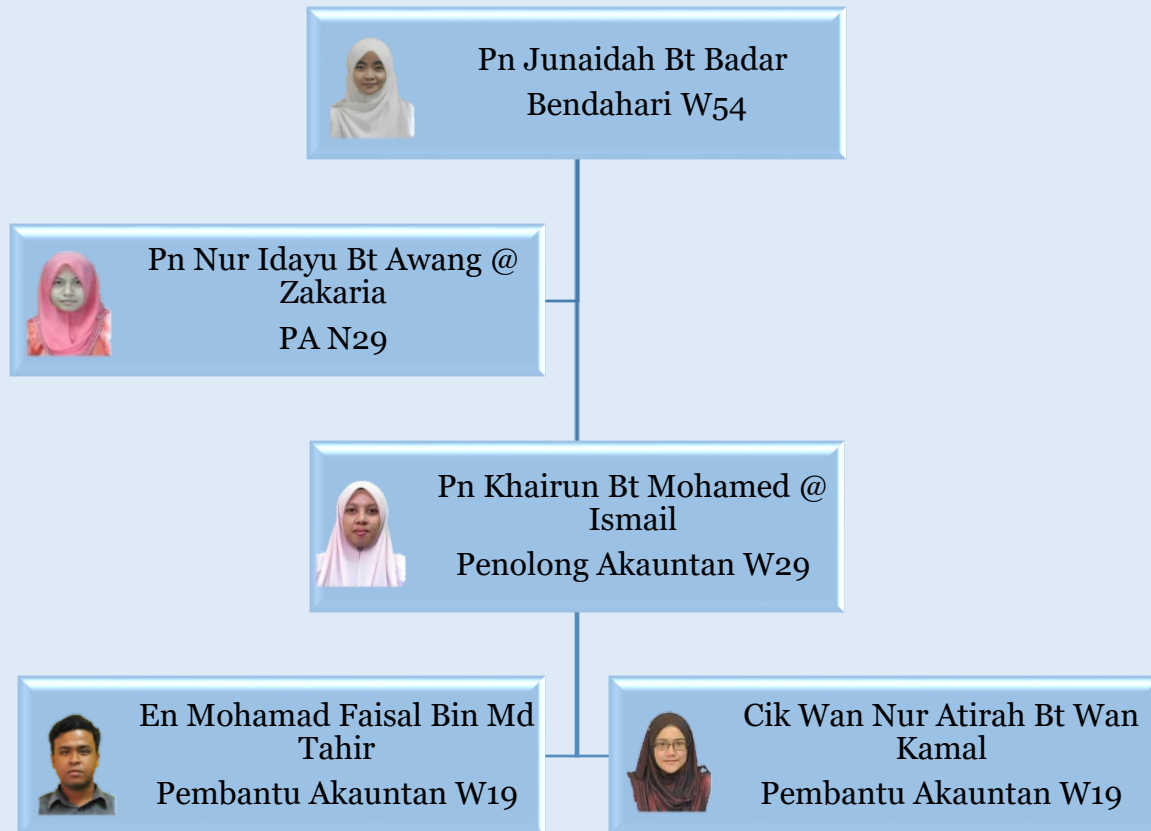 Pn Junaidah Bt Badar
Bendahari W54
Pn Nur Idayu Bt Awang @
Zakaria
PA N29
Pn Khairun Bt Mohamed @
Ismail
Penolong Akauntan W29
En Mohamad Faisal Bin Md
Tahir
Pembantu Akauntan W19
Cik Wan Nur Atirah Bt Wan
Kamal
Pembantu Akauntan W19